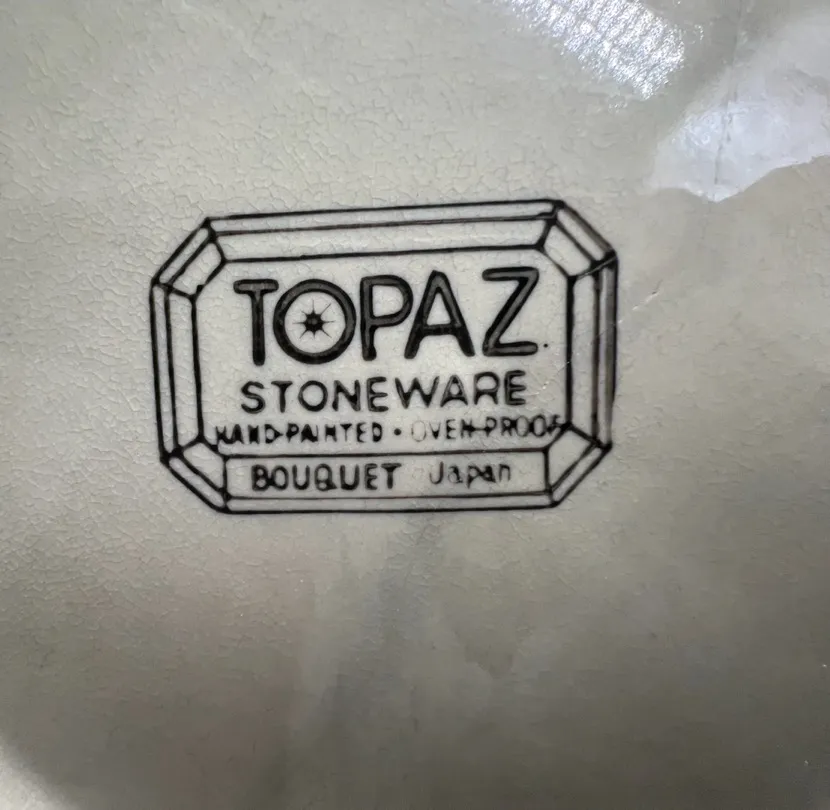 TOPAZ
STONEWARE
HAND-PAINTED • OVEN-PROOF
BOUQUET Japan